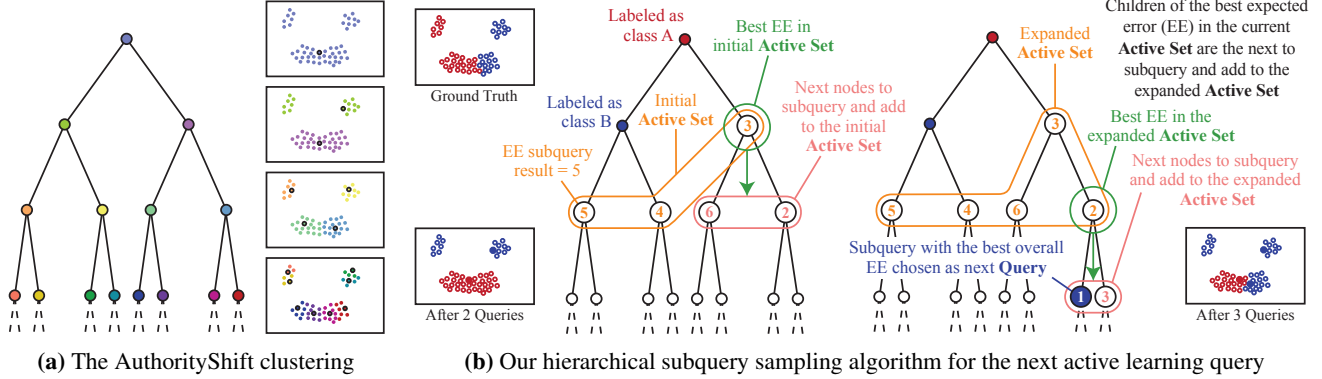 Ground Truth
After 2 Queries
Labeled as
class A
Labeled as
class B
Initial
Active Set
EE subquery
result = 5
Best EE in
initial Active Set
Next nodes to
subquery and add
to the initial
Active Set
3
5
4
6
2
Expanded
Active Set
Children of the best expected
error (EE) in the current
Active Set are the next to
subquery and add to the
expanded Active Set
Best EE in the
expanded Active Set
Next nodes to subquery
and add to the expanded
Active Set
3
5
4
6
2
Subquery with the best overall
EE chosen as next Query
1
3
After 3 Queries
(a) The AuthorityShift clustering
(b) Our hierarchical subquery sampling algorithm for the next active learning query